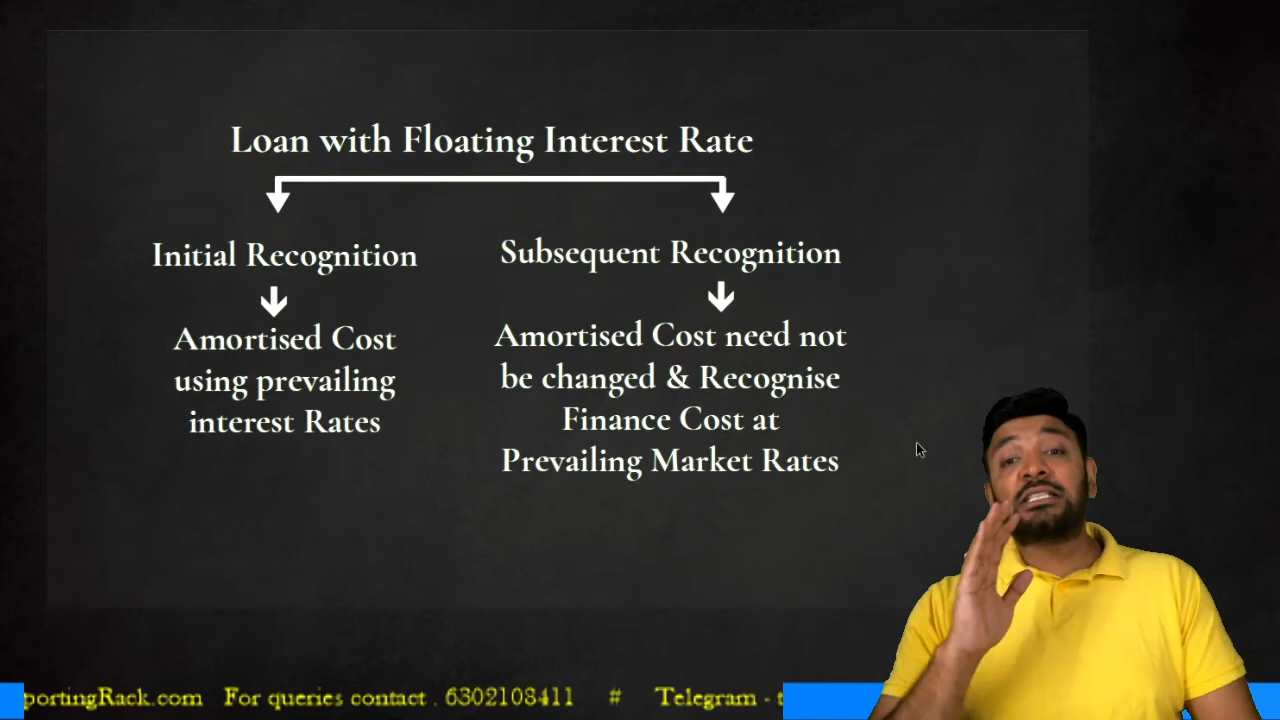 Loan with Floating Interest Rate
Initial Recognition
Amortised Cost
using prevailing
interest Rates
Subsequent Recognition
Amortised Cost need not
be changed & Recognise
Finance Cost at
Prevailing Market Rates
portingRack.com For queries contact . 6302108411 # Telegram - t